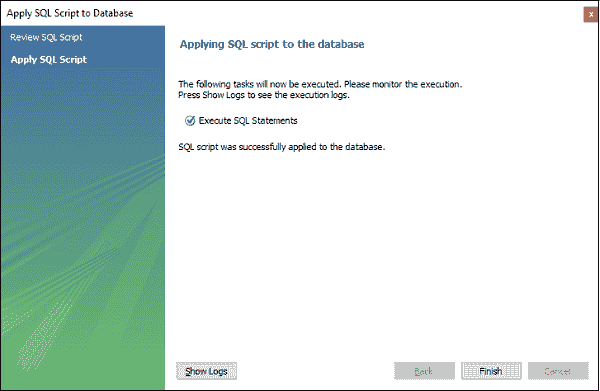 Apply SQL Script to Database
x
Review SQL Script
Apply SQL Script
Applying SQL script to the database
The following tasks will now be executed. Please monitor the execution.
Press Show Logs to see the execution logs.
Execute SQL Statements
SQL script was successfully applied to the database.
Show Logs
Back
Finish
Cancel